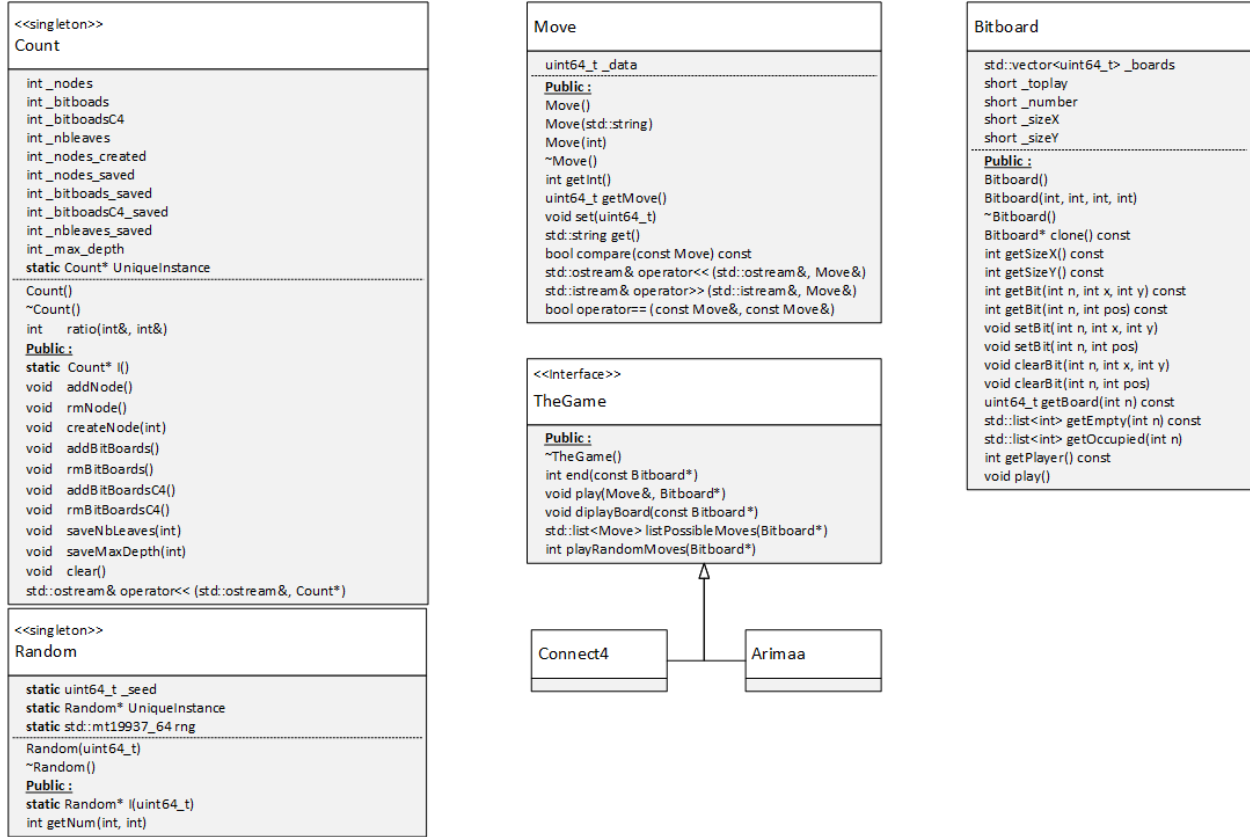 <<singleton>>
Count
int _nodes
int _bitboads
int _bitboadsC4
int _nbleaves
int _nodes_created
int _nodes_saved
int _bitboads_saved
int _bitboadsC4_saved
int _nbleaves_saved
int _max_depth
static Count* UniqueInstance
Count()
~Count()
int ratio(int&, int&)
Public :
static Count* I()
void addNode()
void rmNode()
void createNode(int)
void addBitBoards()
void rmBitBoards()
void addBitBoardsC4()
void rmBitBoardsC4()
void saveNbLeaves(int)
void saveMaxDepth(int)
void clear()
std::ostream& operator<< (std::ostream&, Count*)
<<singleton>>
Random
static uint64_t _seed
static Random* UniqueInstance
static std::mt19937_64 rng
Random(uint64_t)
~Random()
Public :
static Random* I(uint64_t)
int getNum(int, int)
Move
uint64_t _data
Public :
Move()
Move(std::string)
Move(int)
~Move()
int getInt()
uint64_t getMove()
void set(uint64_t)
std::string get()
bool compare(const Move) const
std::ostream& operator<< (std::ostream&, Move&)
std::istream& operator>> (std::istream&, Move&)
bool operator== (const Move&, const Move&)
<<Interface>>
TheGame
Public :
~TheGame()
int end(const Bitboard*)
void play(Move&, Bitboard*)
void diplayBoard(const Bitboard*)
std::list<Move> listPossibleMoves(Bitboard*)
int playRandomMoves(Bitboard*)
Connect4
Arimaa
Bitboard
std::vector<uint64_t> _boards
short _toplay
short _number
short _sizeX
short _sizeY
Public :
Bitboard()
Bitboard(int, int, int, int)
~Bitboard()
Bitboard* clone() const
int getSizeX() const
int getSizeY() const
int getBit(int n, int x, int y) const
int getBit(int n, int pos) const
void setBit(int n, int x, int y)
void setBit(int n, int pos)
void clearBit(int n, int x, int y)
void clearBit(int n, int pos)
uint64_t getBoard(int n) const
std::list<int> getEmpty(int n) const
std::list<int> getOccupied(int n)
int getPlayer() const
void play()